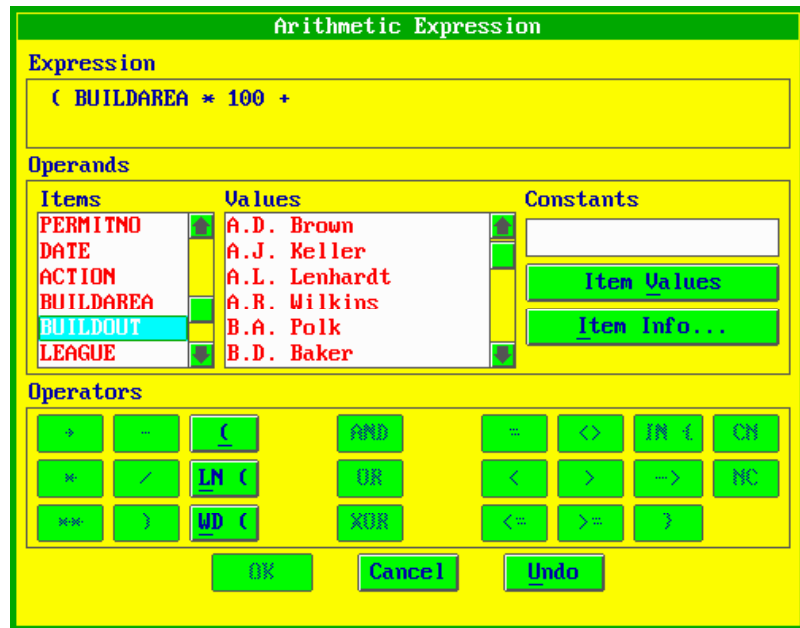 Arithmetic Expression
Expression
( BUILDAREA * 100 +
Operands
Items Values Constants
PERMITNO A.D. Brown
DATE A.J. Keller
ACTION A.L. Lenhardt
Item Values
BUILDAREA A.R. Wilkins
BUILDOUT B.A. Polk
Item Info...
LEAGUE B.D. Baker
Operators
+ - ( AND = <> IN { CN
* / LN ( OR < > -> NC
** ) WD ( XOR <= >= }
OK Cancel Undo